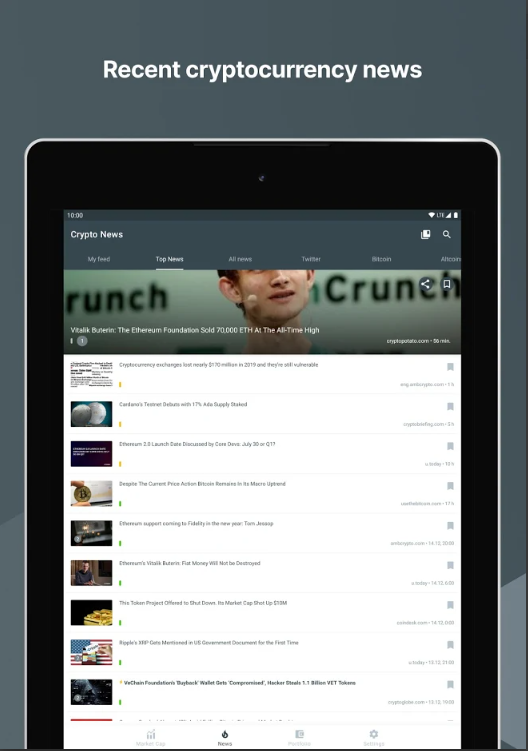 Recent cryptocurrency news
10:00
LTE
Crypto News
My feed
Top News
All news
Twitter
Bitcoin
Altcoin
runch
nCrunch
Vitalik Buterin: The Ethereum Foundation Sold 70,000 ETH At The All-Time High
cryptopotato.com • 56 min.
Cryptocurrency exchanges lost nearly $170 million in 2019 and they're still vulnerable
eng.ambcrypto.com • 1 h
Cardano's Testnet Debuts with 17% Ada Supply Staked
cryptobriefing.com • 5 h
Ethereum 2.0 Launch Date Discussed by Core Devs: July 30 or Q1?
u.today • 10 h
Despite The Current Price Action Bitcoin Remains In Its Macro Uptrend
usethebitcoin.com • 17 h
Ethereum support coming to Fidelity in the new year: Tom Jessop
ambcrypto.com • 14.12, 20:00
Ethereum's Vitalik Buterin: Fiat Money Will Not be Destroyed
u.today • 14.12, 6:00
This Token Project Offered to Shut Down. Its Market Cap Shot Up $10M
coindesk.com • 14.12, 0:00
Ripple's XRP Gets Mentioned in US Government Document for the First Time
u.today • 13.12, 21:00
VeChain Foundation's 'Buyback' Wallet Gets 'Compromised', Hacker Steals 1.1 Billion VET Tokens
cryptoglobe.com • 13.12, 19:00
Market Cap
News
Portfolio
Settings